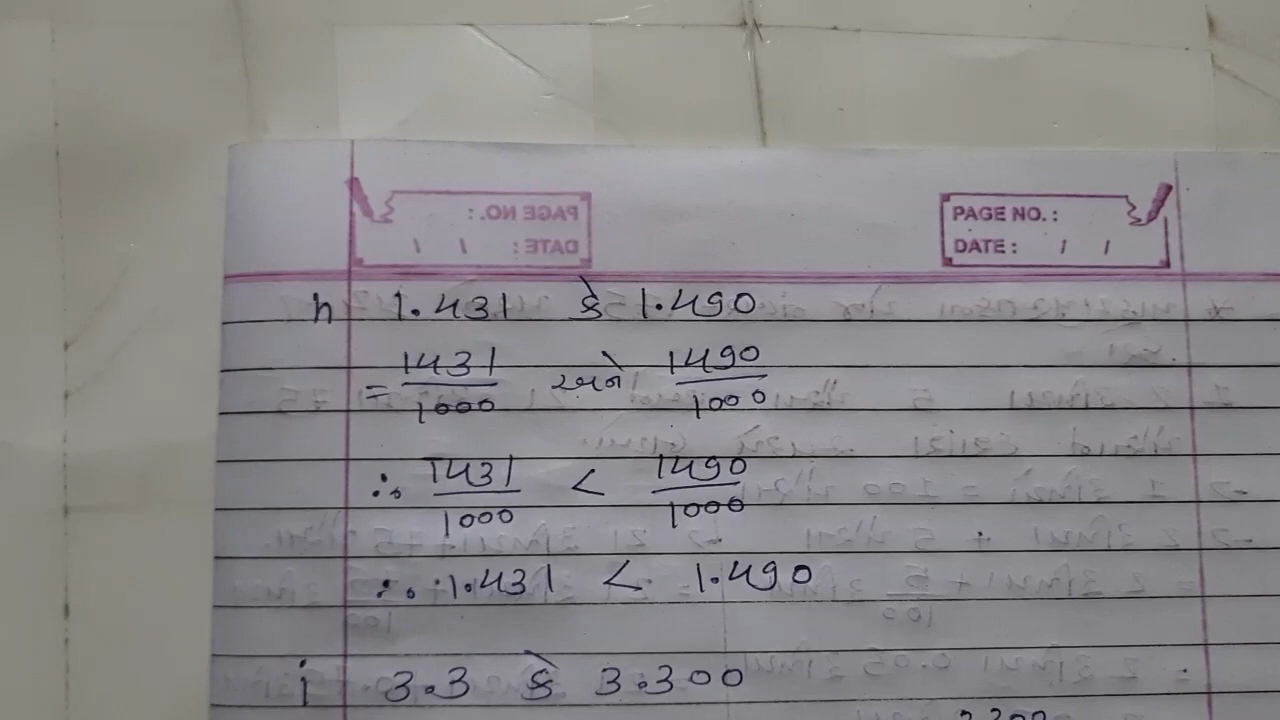 PAGE NO. :
DATE : / /
h 1.431 કે 1.490
= 1431/1000 અને 1490/1000
∴ 1431/1000 < 1490/1000
∴ 1.431 < 1.490
i 3.3 કે 3.300